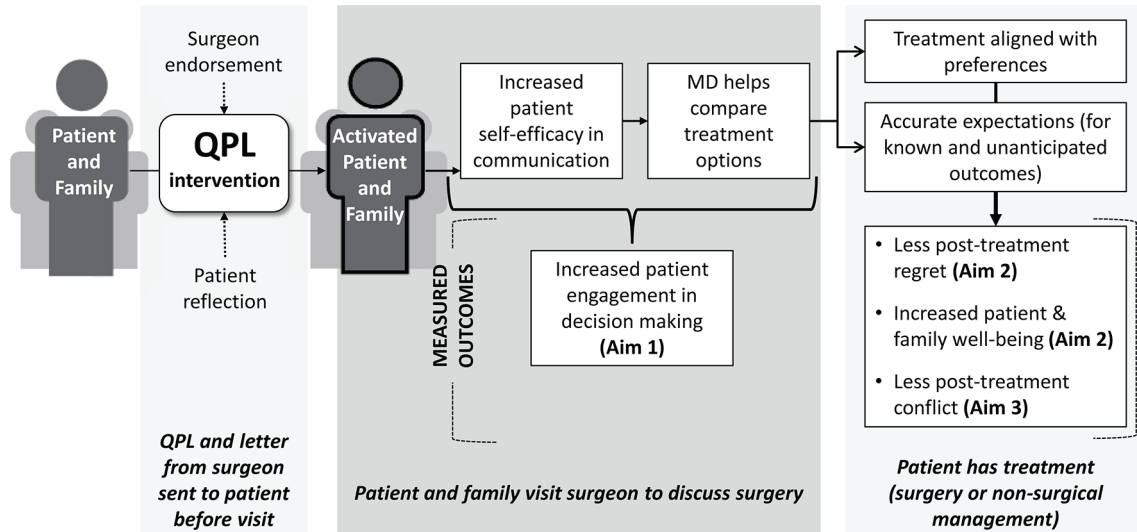 Patient
and
Family
Surgeon
endorsement
QPL
intervention
Patient
reflection
QPL and letter
from surgeon
sent to patient
before visit
Activated
Patient
and
Family
Increased
patient
self-efficacy in
communication
MD helps
compare
treatment
options
MEASURED
OUTCOMES
Increased patient
engagement in
decision making
(Aim 1)
Patient and family visit surgeon to discuss surgery
Treatment aligned with
preferences
Accurate expectations (for
known and unanticipated
outcomes)
• Less post-treatment
regret (Aim 2)
• Increased patient &
family well-being (Aim 2)
• Less post-treatment
conflict (Aim 3)
Patient has treatment
(surgery or non-surgical
management)